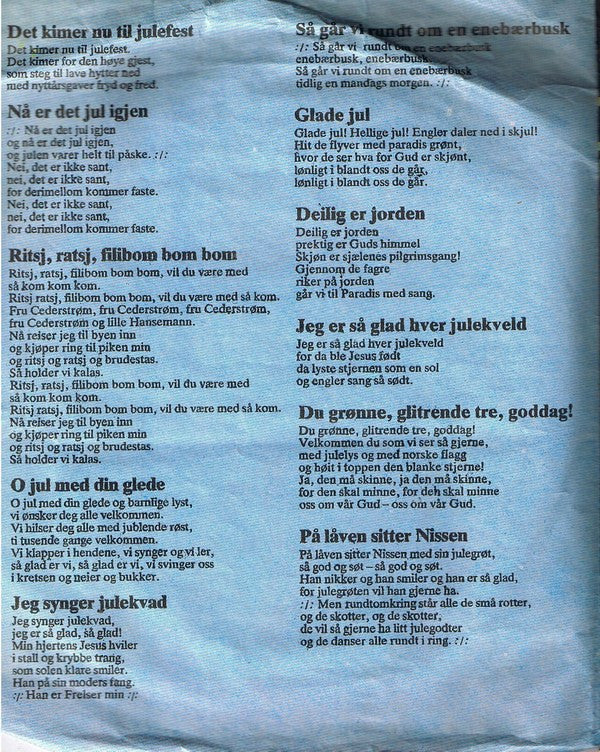 Det kimer nu til julefest
Det kimer nu til julefest.
Det kimer for den høye gjest,
som steg til lave hytter ned
med nyttårsgaver fryd og fred.
Nå er det jul igjen
:/: Nå er det jul igjen
og nå er det jul igjen,
og julen varer helt til påske. :/:
Nei, det er ikke sant,
nei, det er ikke sant,
for derimellom kommer faste.
Nei, det er ikke sant,
nei, det er ikke sant,
for derimellom kommer faste.
Ritsj, ratsj, filibom bom bom
Ritsj, ratsj, filibom bom bom, vil du være med
så kom kom kom.
Ritsj ratsj, filibom bom bom, vil du være med så kom.
Fru Cederstrøm, fru Cederstrøm, fru Cederstrøm,
fru Cederstrøm og lille Hansemann.
Nå reiser jeg til byen inn
og kjøper ring til piken min
og ritsj og ratsj og brudestas.
Så holder vi kalas.
Ritsj, ratsj, filibom bom bom, vil du være med
så kom kom kom.
Ritsj ratsj, filibom bom bom, vil du være med så kom.
Nå reiser jeg til byen inn
og kjøper ring til piken min
og ritsj og ratsj og brudestas.
Så holder vi kalas.
O jul med din glede
O jul med din glede og barnlige lyst,
vi ønsker deg alle velkommen.
Vi hilser deg alle med jublende røst,
ti tusende gange velkommen.
Vi klapper i hendene, vi synger og vi ler,
så glad er vi, så glad er vi, vi svinger oss
i kretsen og neier og bukker.
Jeg synger julekvad
Jeg synger julekvad,
jeg er så glad, så glad!
Min hjertens Jesus hviler
i stall og krybbe trang,
som solen klare smiler.
Han på sin moders fang.
:/: Han er Frelser min :/:
Så går vi rundt om en enebærbusk
:/: Så går vi rundt om en enebærbusk
enebærbusk, enebærbusk.
Så går vi rundt om en enebærbusk
tidlig en mandags morgen. :/:
Glade jul
Glade jul! Hellige jul! Engler daler ned i skjul!
Hit de flyver med paradis grønt,
hvor de ser hva for Gud er skjønt,
lønlig i blandt oss de går,
lønligt i blandt oss de går.
Deilig er jorden
Deilig er jorden
prektig er Guds himmel
Skjøn er sjælenes pilgrimsgang!
Gjennom de fagre
riker på jorden
går vi til Paradis med sang.
Jeg er så glad hver julekveld
Jeg er så glad hver julekveld
for da ble Jesus født
da lyste stjernen som en sol
og engler sang så sødt.
Du grønne, glitrende tre, goddag!
Du grønne, glitrende tre, goddag!
Velkommen du som vi ser så gjerne,
med julelys og med norske flagg
og høit i toppen den blanke stjerne!
Ja, den må skinne, ja den må skinne,
for den skal minne, for deh skal minne
oss om vår Gud – oss om vår Gud.
På låven sitter Nissen
På låven sitter Nissen med sin julegrøt,
så god og søt – så god og søt.
Han nikker og han smiler og han er så glad,
for julegrøten vil han gjerne ha.
:/: Men rundtomkring står alle de små rotter,
og de skotter, og de skotter,
de vil så gjerne ha litt julegodter
og de danser alle rundt i ring. :/: